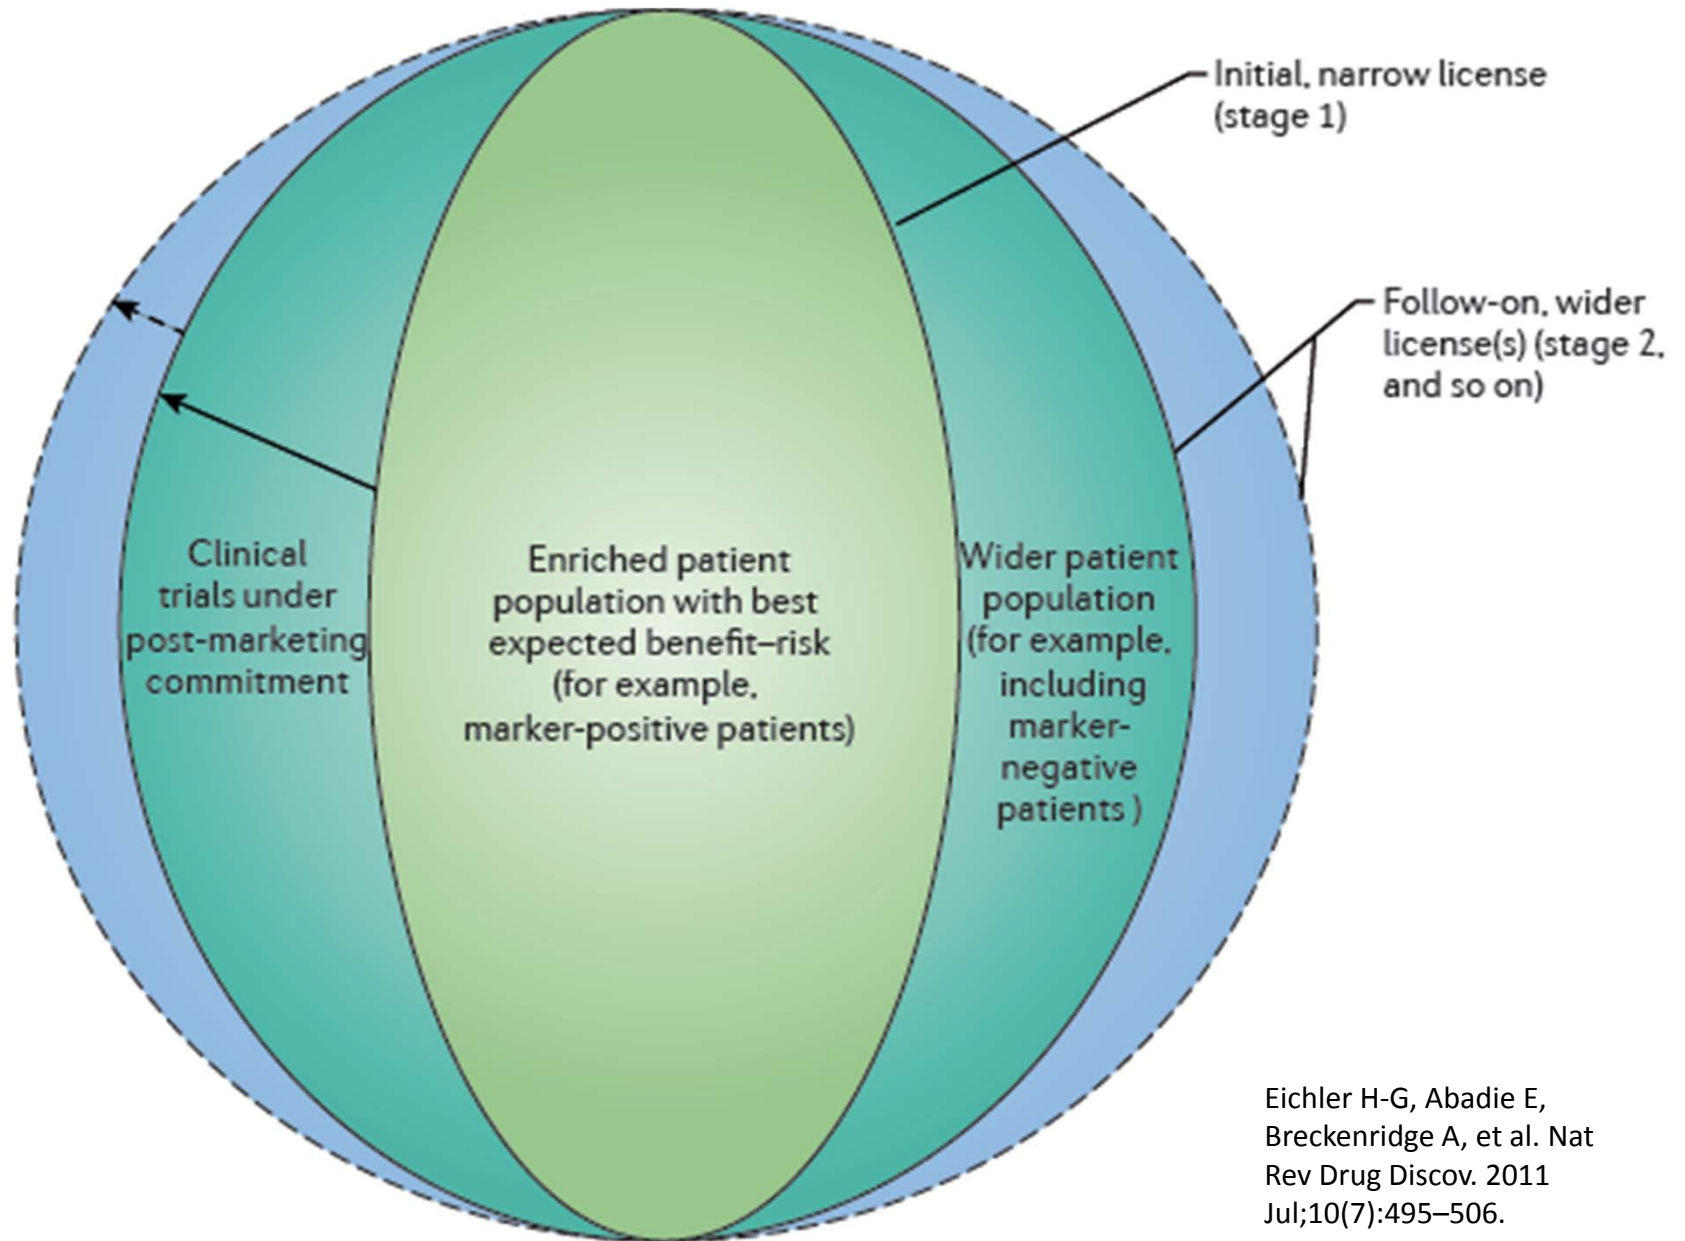 Initial, narrow license
(stage 1)
Follow-on, wider
license(s) (stage 2,
and so on)
Clinical
trials under
post-marketing
commitment
Enriched patient
population with best
expected benefit–risk
(for example,
marker-positive patients)
Wider patient
population
(for example,
including
marker-
negative
patients )
Eichler H-G, Abadie E,
Breckenridge A, et al. Nat
Rev Drug Discov. 2011
Jul;10(7):495–506.